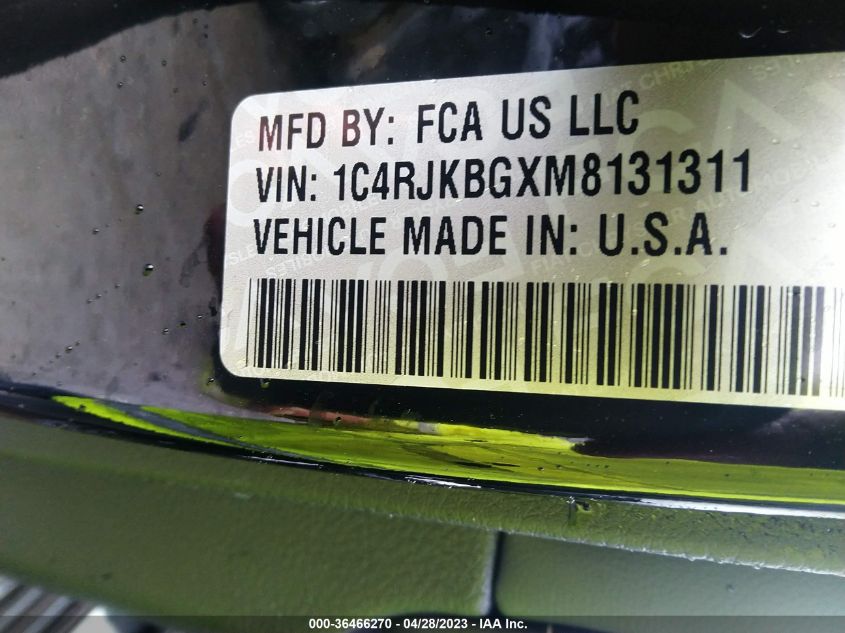 MFD BY: FCA US LLC
VIN: 1C4RJKBGXM8131311
VEHICLE MADE IN: U.S.A.
000-36466270 - 04/28/2023 - IAA Inc.